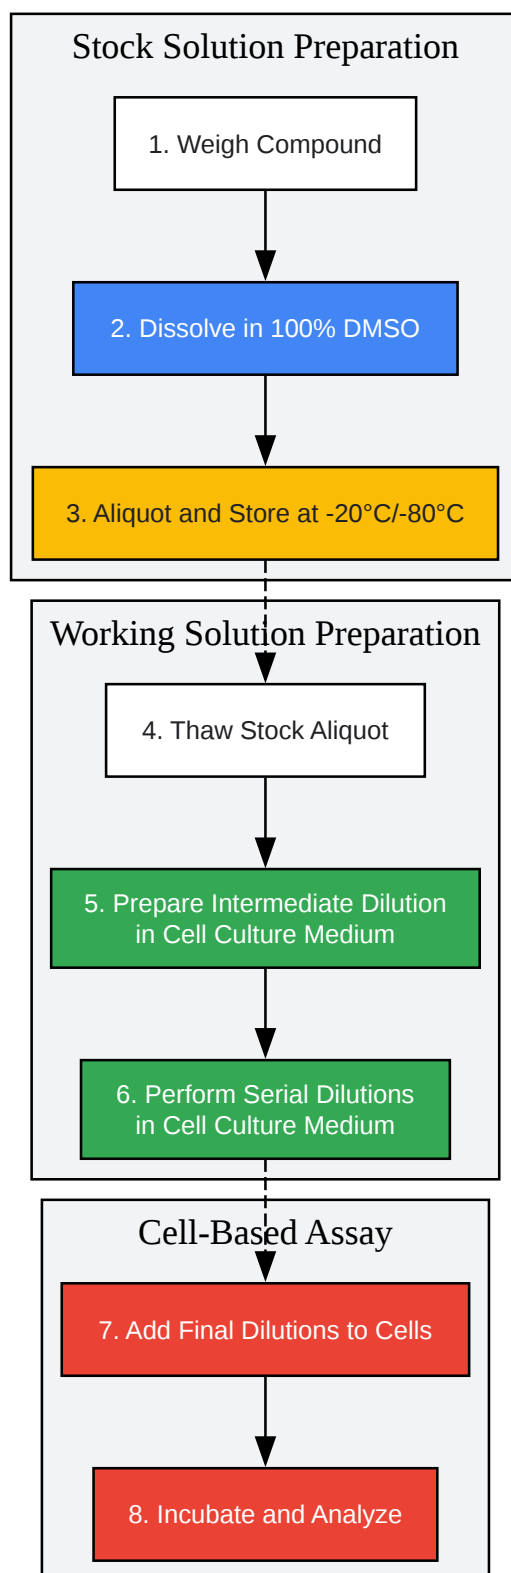 Stock Solution Preparation
1. Weigh Compound
2. Dissolve in 100% DMSO
3. Aliquot and Store at -20°C/-80°C
Working Solution Preparation
4. Thaw Stock Aliquot
5. Prepare Intermediate Dilution
in Cell Culture Medium
6. Perform Serial Dilutions
in Cell Culture Medium
Cell-Based Assay
7. Add Final Dilutions to Cells
8. Incubate and Analyze